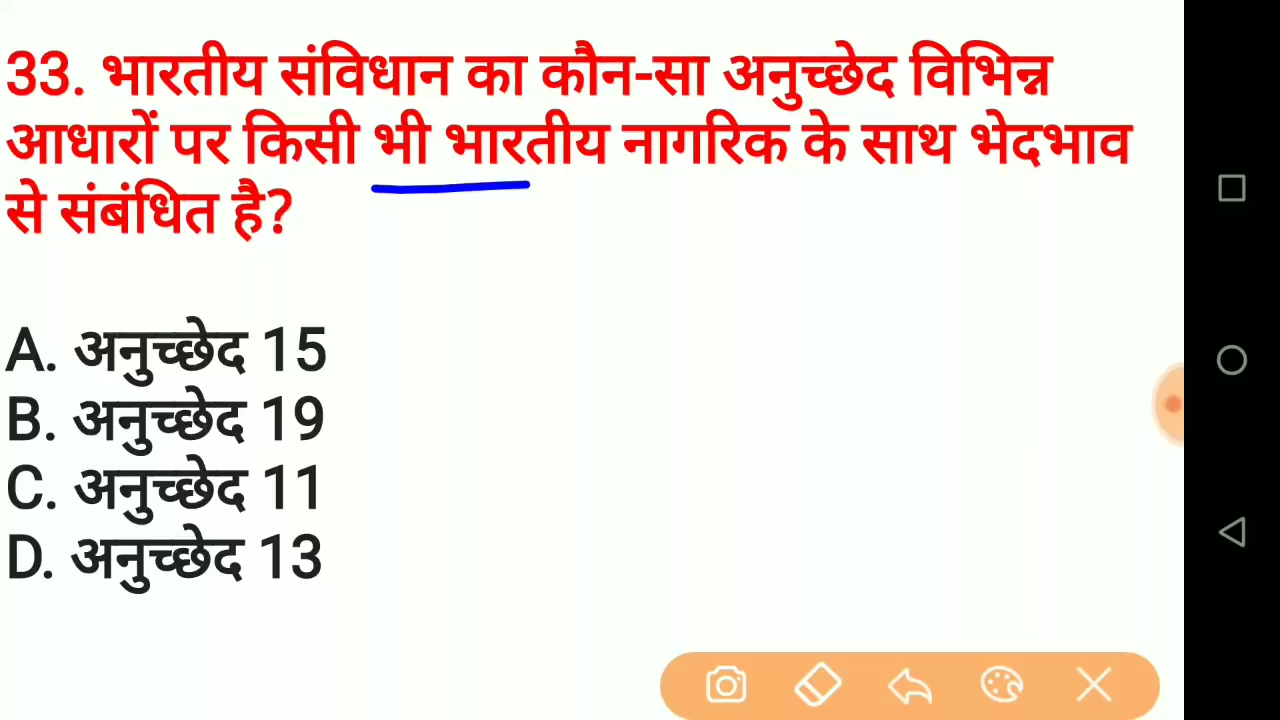 33. भारतीय संविधान का कौन-सा अनुच्छेद विभिन्न
आधारों पर किसी भी भारतीय नागरिक के साथ भेदभाव
से संबंधित है?
A. अनुच्छेद 15
B. अनुच्छेद 19
C. अनुच्छेद 11
D. अनुच्छेद 13